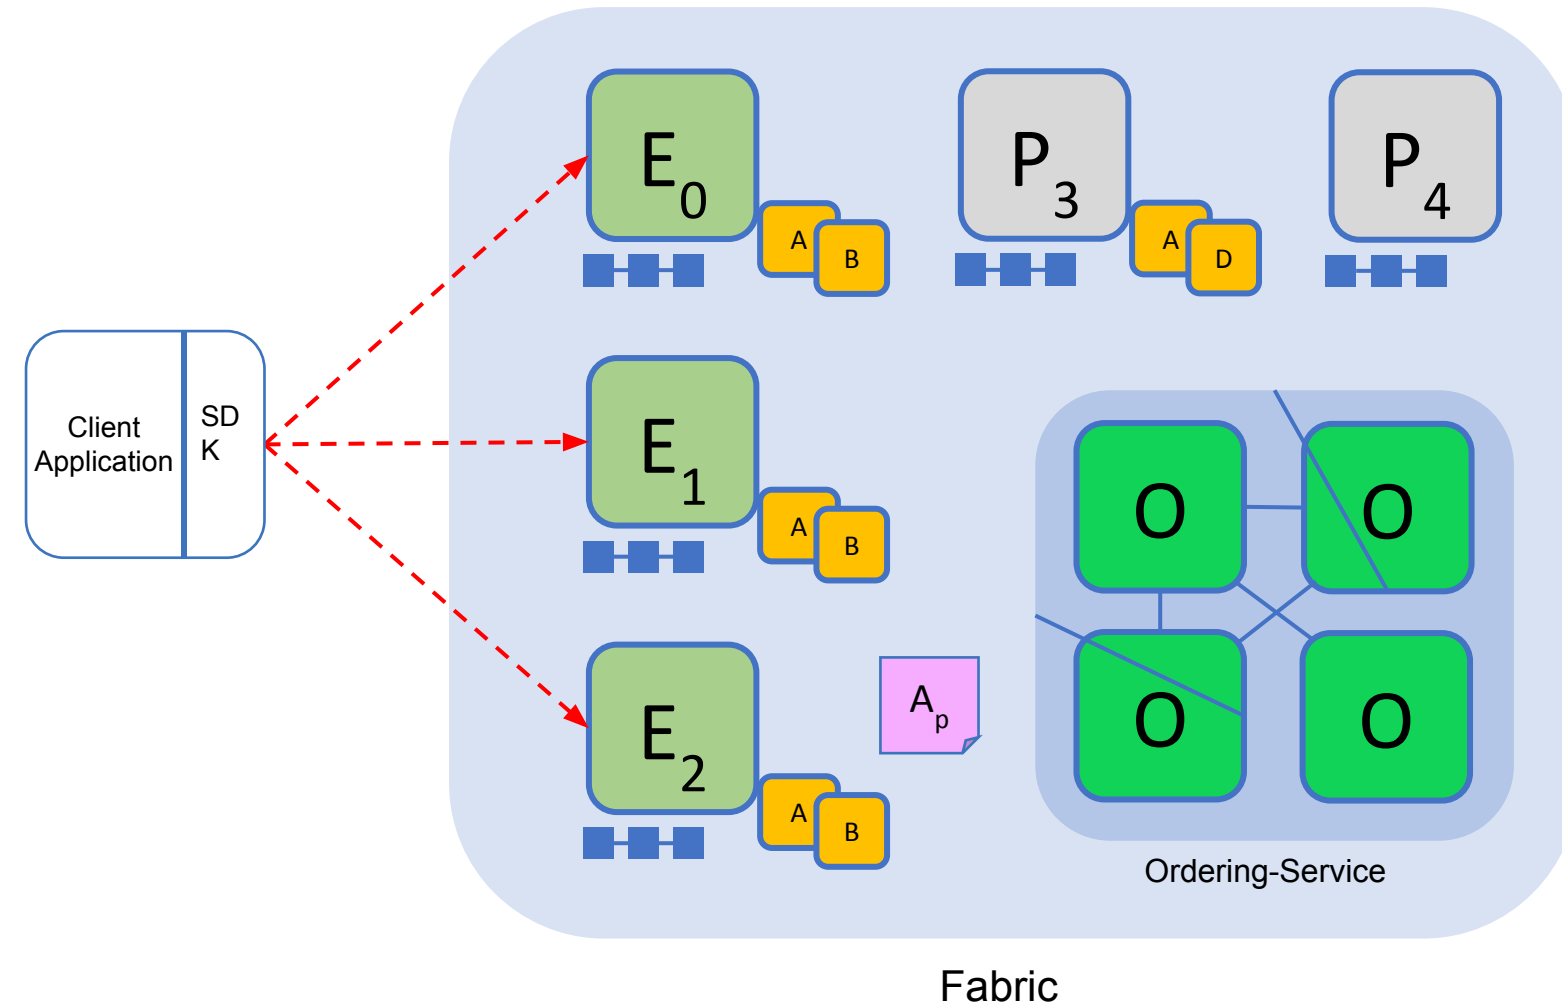 Client
Application
SD
K
E0
A
B
P3
A
D
P4
E1
A
B
E2
A
B
Ap
O
O
O
O
Ordering-Service
Fabric